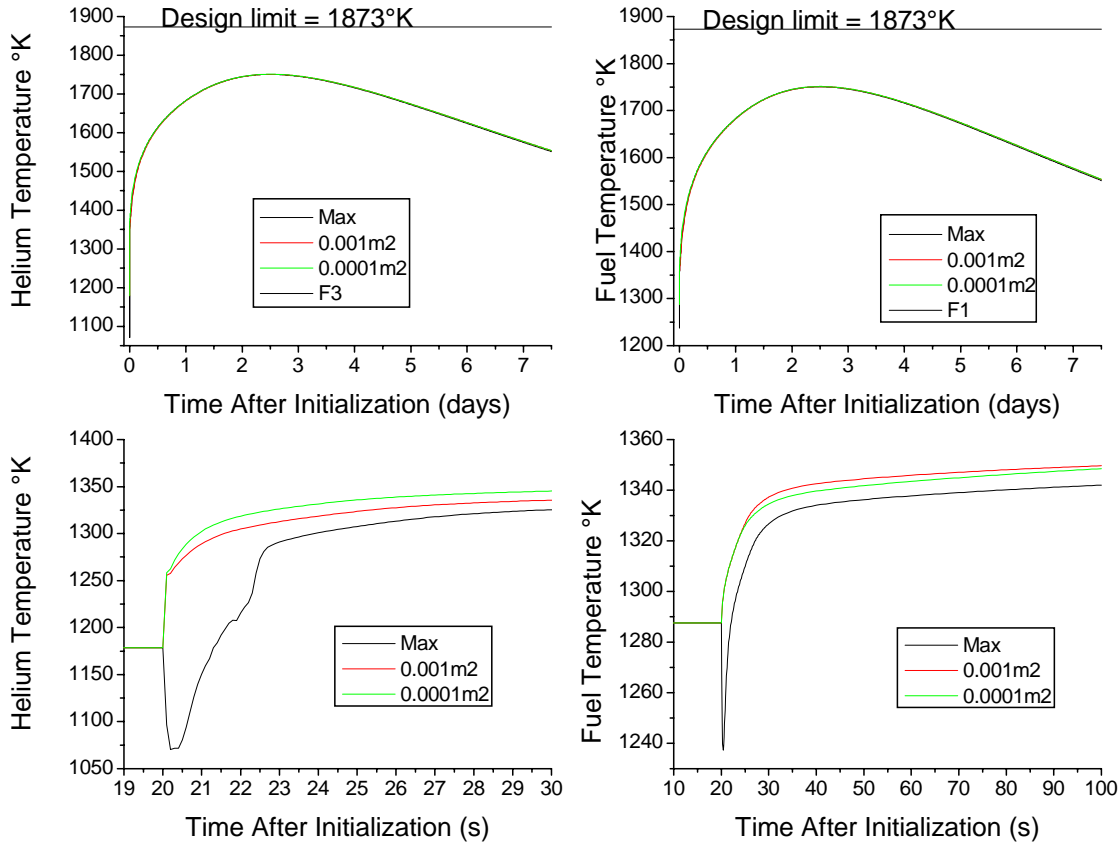 Design limit = 1873°K
1900
1800
1700
1600
1500
1400
1300
1200
1100
Helium Temperature °K
Max
0.001m2
0.0001m2
F3
0 1 2 3 4 5 6 7
Time After Initialization (days)
Design limit = 1873°K
1900
1800
1700
1600
1500
1400
1300
1200
Fuel Temperature °K
Max
0.001m2
0.0001m2
F1
0 1 2 3 4 5 6 7
Time After Initialization (days)
1400
1350
1300
1250
1200
1150
1100
1050
Helium Temperature °K
Max
0.001m2
0.0001m2
19 20 21 22 23 24 25 26 27 28 29 30
Time After Initialization (s)
1360
1340
1320
1300
1280
1260
1240
Fuel Temperature °K
Max
0.001m2
0.0001m2
10 20 30 40 50 60 70 80 90 100
Time After Initialization (s)